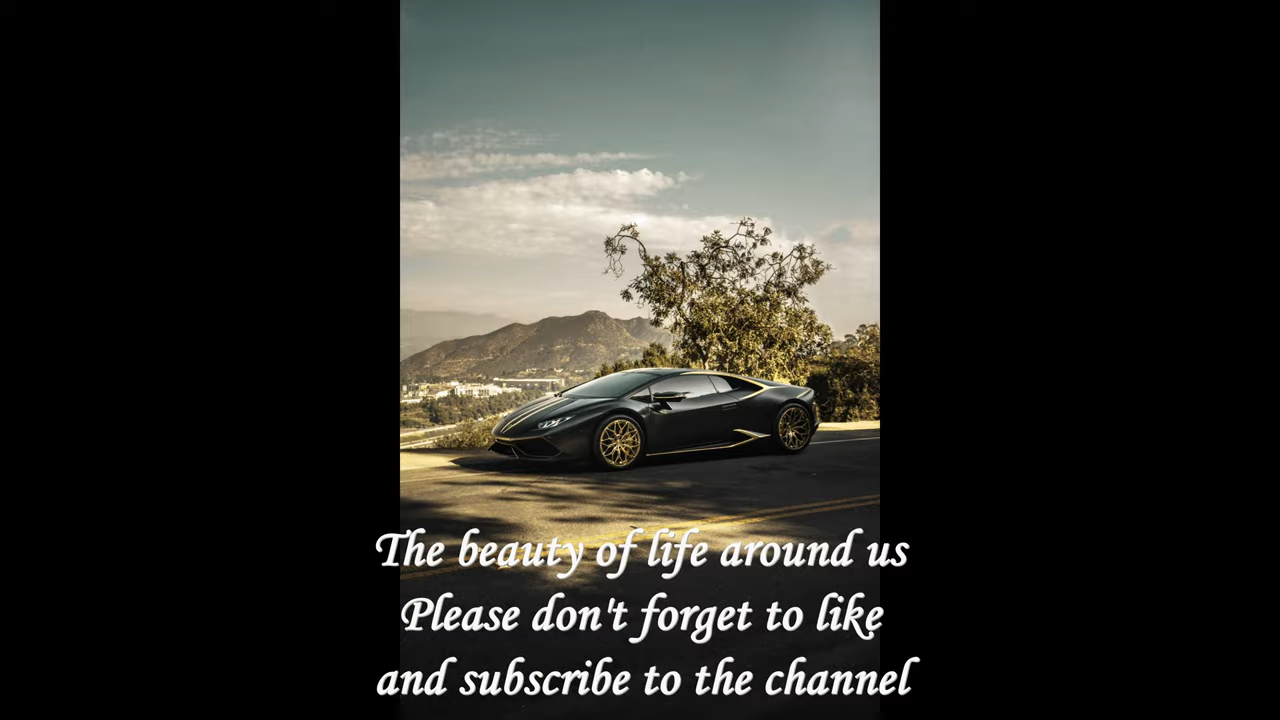 The beauty of life around us
Please don't forget to like
and subscribe to the channel